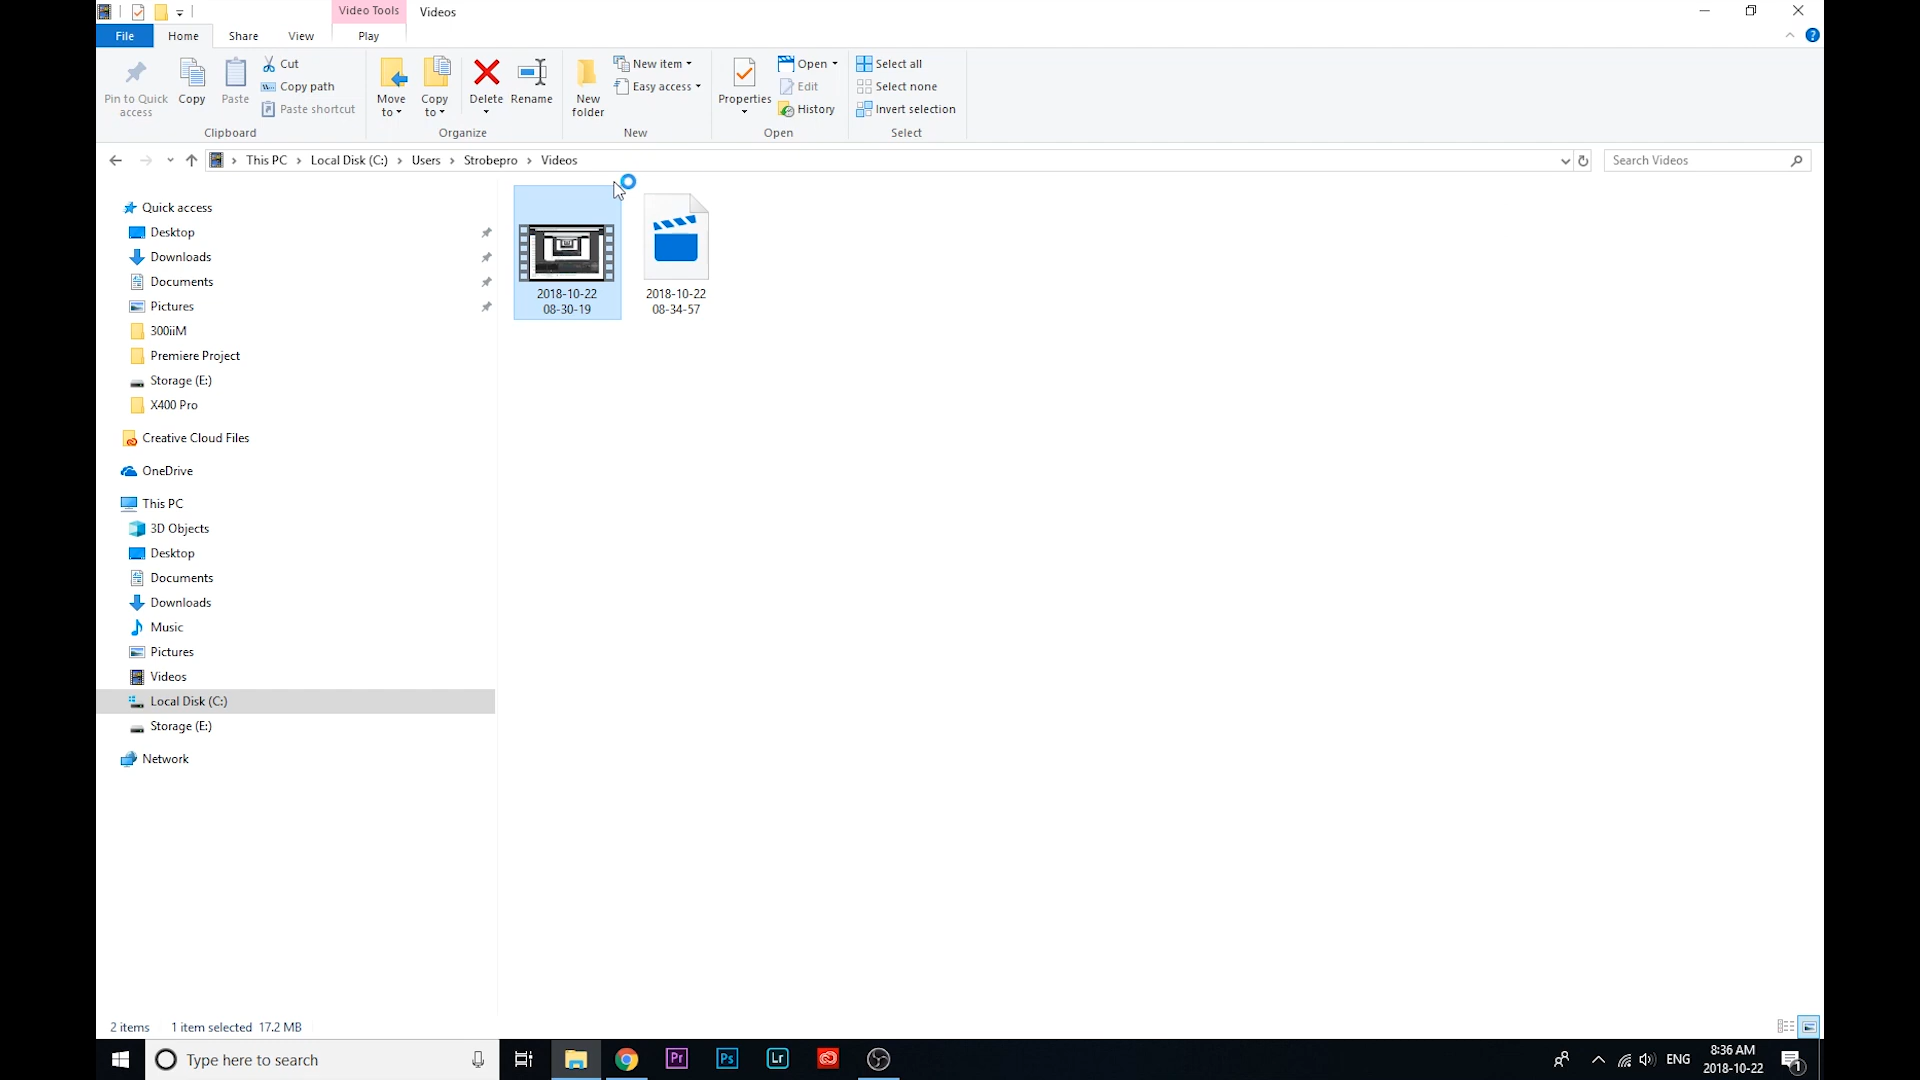 Video Tools
Videos
File
Home
Share
View
Play
Pin to Quick
access
Copy
Paste
Cut
Copy path
Paste shortcut
Clipboard
Move
to
Copy
to
Delete
Rename
Organize
New
folder
New item
Easy access
New
Properties
Open
Edit
History
Open
Select all
Select none
Invert selection
Select
This PC
Local Disk (C:)
Users
Strobepro
Videos
Search Videos
Quick access
Desktop
Downloads
Documents
Pictures
300iiM
Premiere Project
Storage (E:)
X400 Pro
Creative Cloud Files
OneDrive
This PC
3D Objects
Desktop
Documents
Downloads
Music
Pictures
Videos
Local Disk (C:)
Storage (E:)
Network
2018-10-22
08-30-19
2018-10-22
08-34-57
2 items
1 item selected 17.2 MB
Type here to search
Pr
Ps
Lr
ENG
8:36 AM
2018-10-22
1